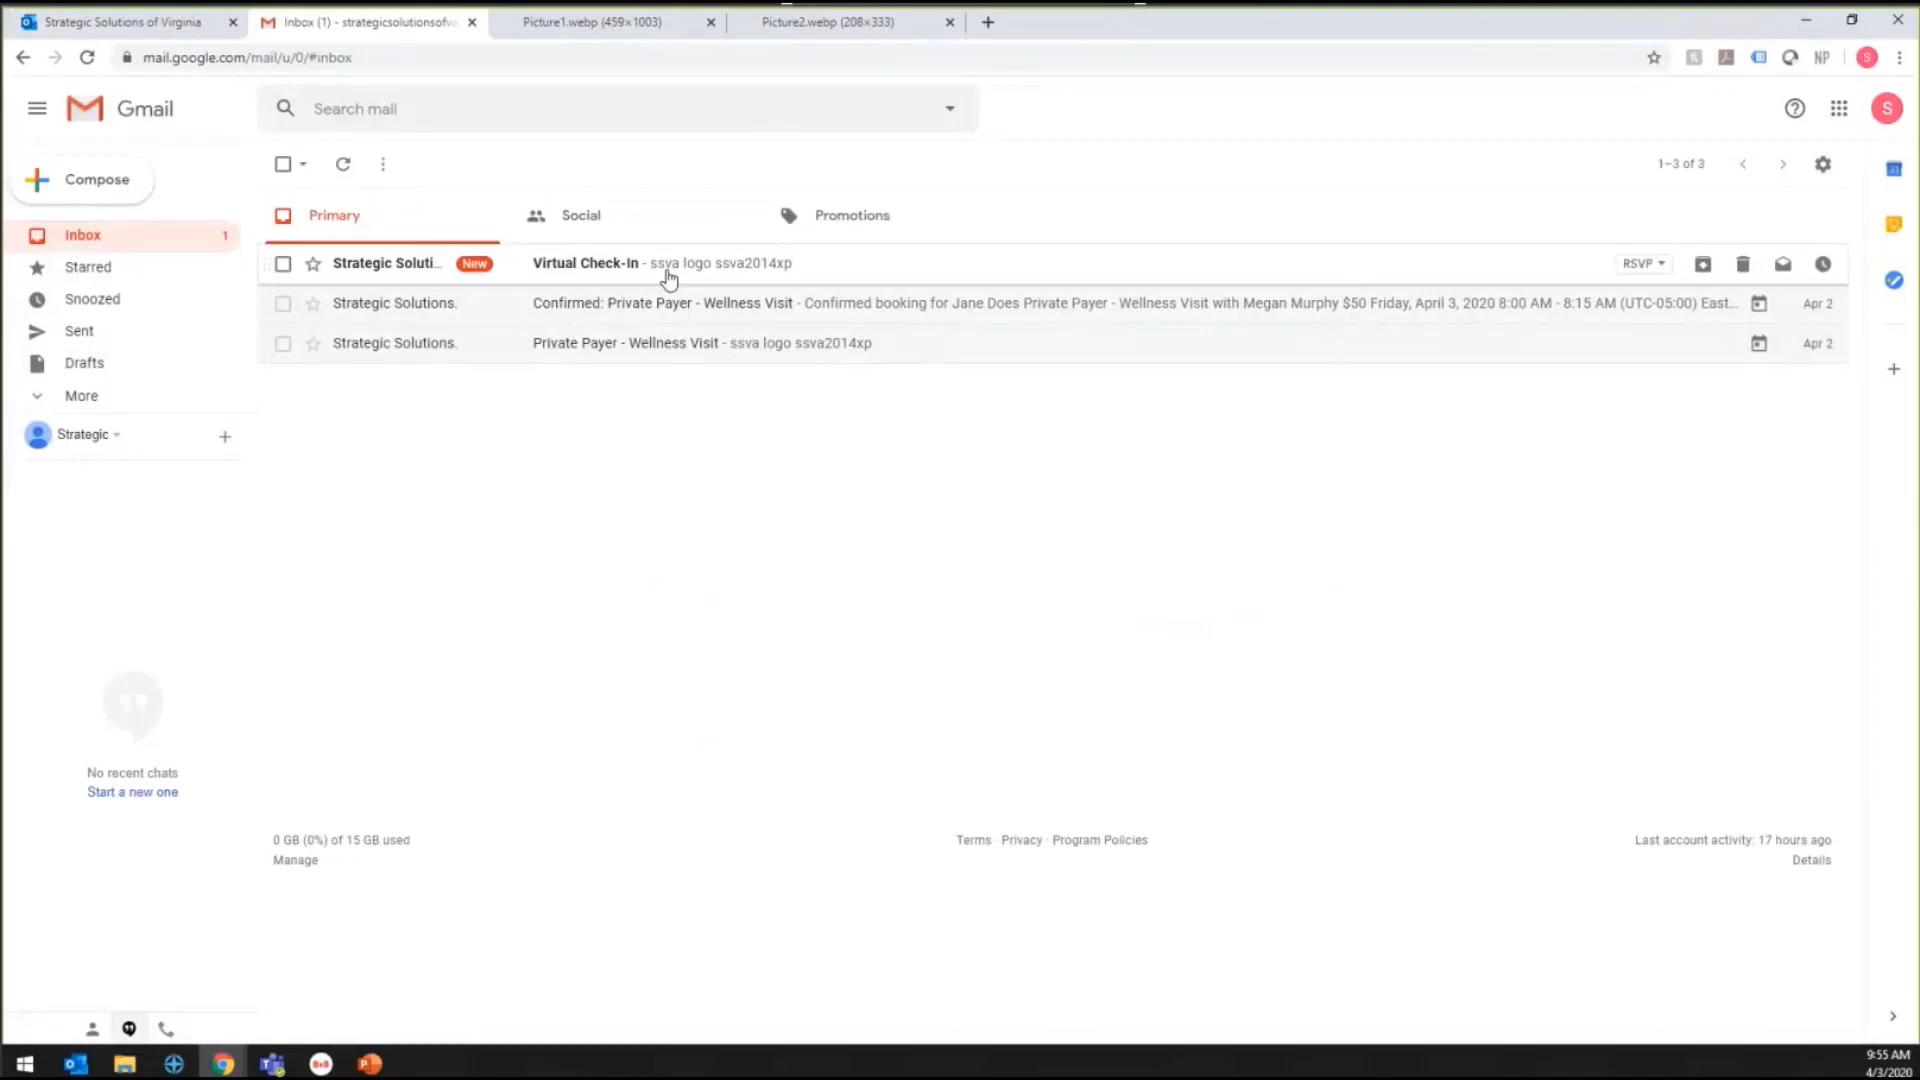 Strategic Solutions of Virginia
Inbox (1) - strategicsolutionsofva
Picture1.webp (459×1003)
Picture2.webp (208×333)
mail.google.com/mail/u/0/#inbox
NP
S
Gmail
Search mail
S
Compose
1–3 of 3
Primary
Social
Promotions
Inbox 1
Starred
Snoozed
Sent
Drafts
More
Strategic
Strategic Soluti... New Virtual Check-In - ssva logo ssva2014xp RSVP
Strategic Solutions. Confirmed: Private Payer - Wellness Visit - Confirmed booking for Jane Does Private Payer - Wellness Visit with Megan Murphy $50 Friday, April 3, 2020 8:00 AM - 8:15 AM (UTC-05:00) East... Apr 2
Strategic Solutions. Private Payer - Wellness Visit - ssva logo ssva2014xp Apr 2
No recent chats
Start a new one
0 GB (0%) of 15 GB used
Manage
Terms · Privacy · Program Policies
Last account activity: 17 hours ago
Details
9:55 AM
4/3/2020